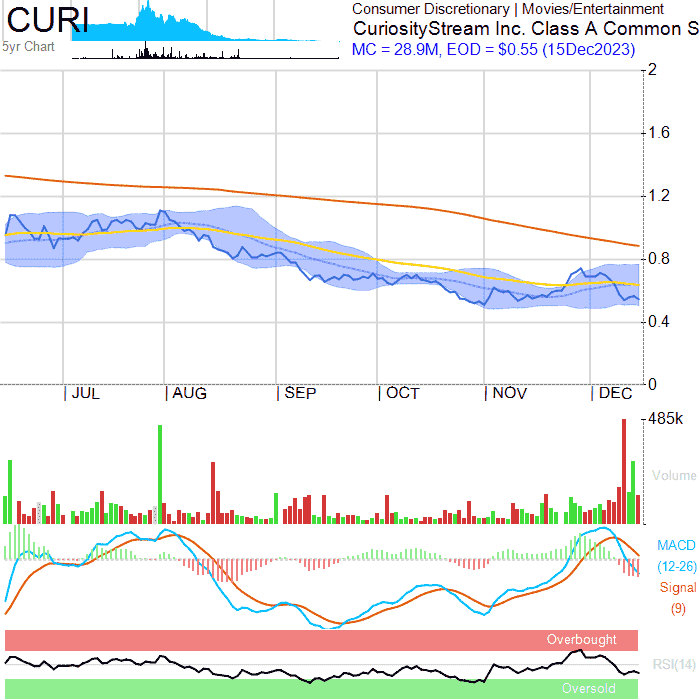 CURI
5yr Chart
Consumer Discretionary | Movies/Entertainment
CuriosityStream Inc. Class A Common S
MC = 28.9M, EOD = $0.55 (15Dec2023)
2
1.6
1.2
0.8
0.4
0
JUL
AUG
SEP
OCT
NOV
DEC
485k
Volume
MACD
(12-26)
Signal
(9)
Overbought
RSI(14)
Oversold